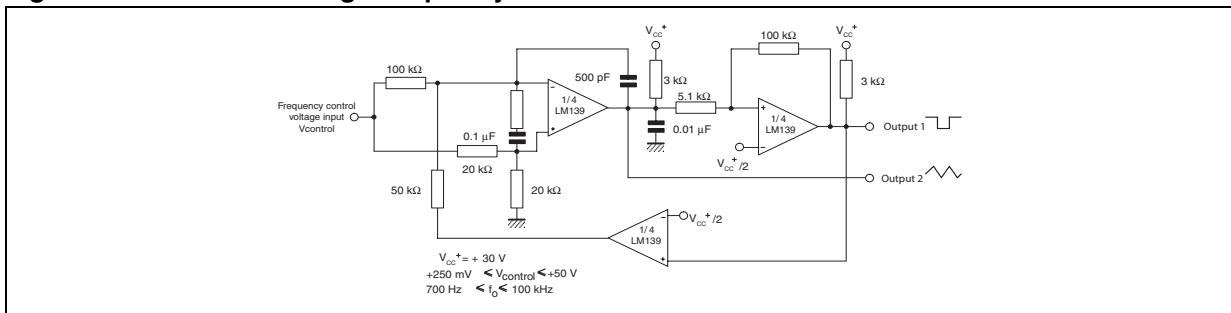 100 kΩ
Frequency control
voltage input
Vcontrol
0.1 μF
20 kΩ
20 kΩ
50 kΩ
500 pF
–
1/4
LM139
+
Vcc+
3 kΩ
5.1 kΩ
0.01 μF
100 kΩ
+
1/4
LM139
–
Vcc+/2
Vcc+
3 kΩ
Output 1
Output 2
–
1/4
LM139
+
Vcc+/2
Vcc+ = + 30 V
+250 mV ⩽ Vcontrol ⩽ +50 V
700 Hz ⩽ fo ⩽ 100 kHz